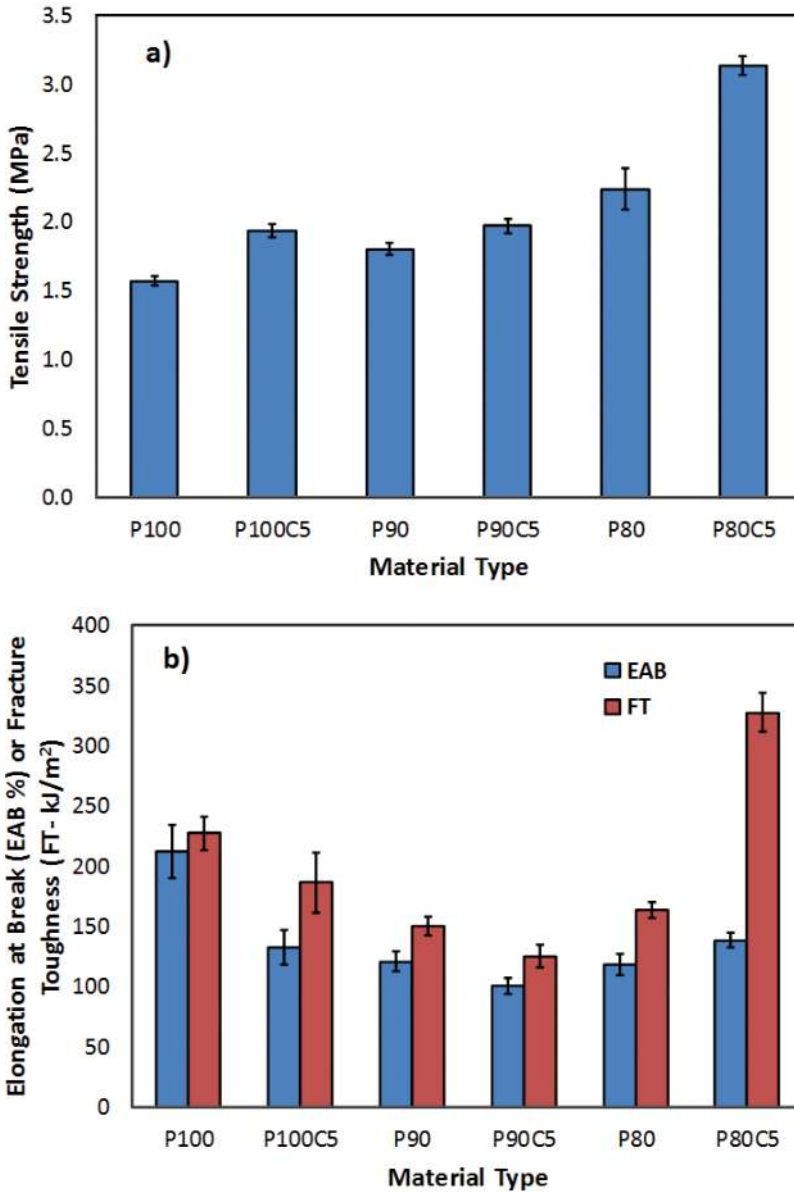 a)
3.5
3.0
2.5
2.0
1.5
1.0
0.5
0.0
Tensile Strength (MPa)
P100 P100C5 P90 P90C5 P80 P80C5
Material Type
b)
EAB
FT
400
350
300
250
200
150
100
50
0
Elongation at Break (EAB %) or Fracture
Toughness (FT- kJ/m²)
P100 P100C5 P90 P90C5 P80 P80C5
Material Type